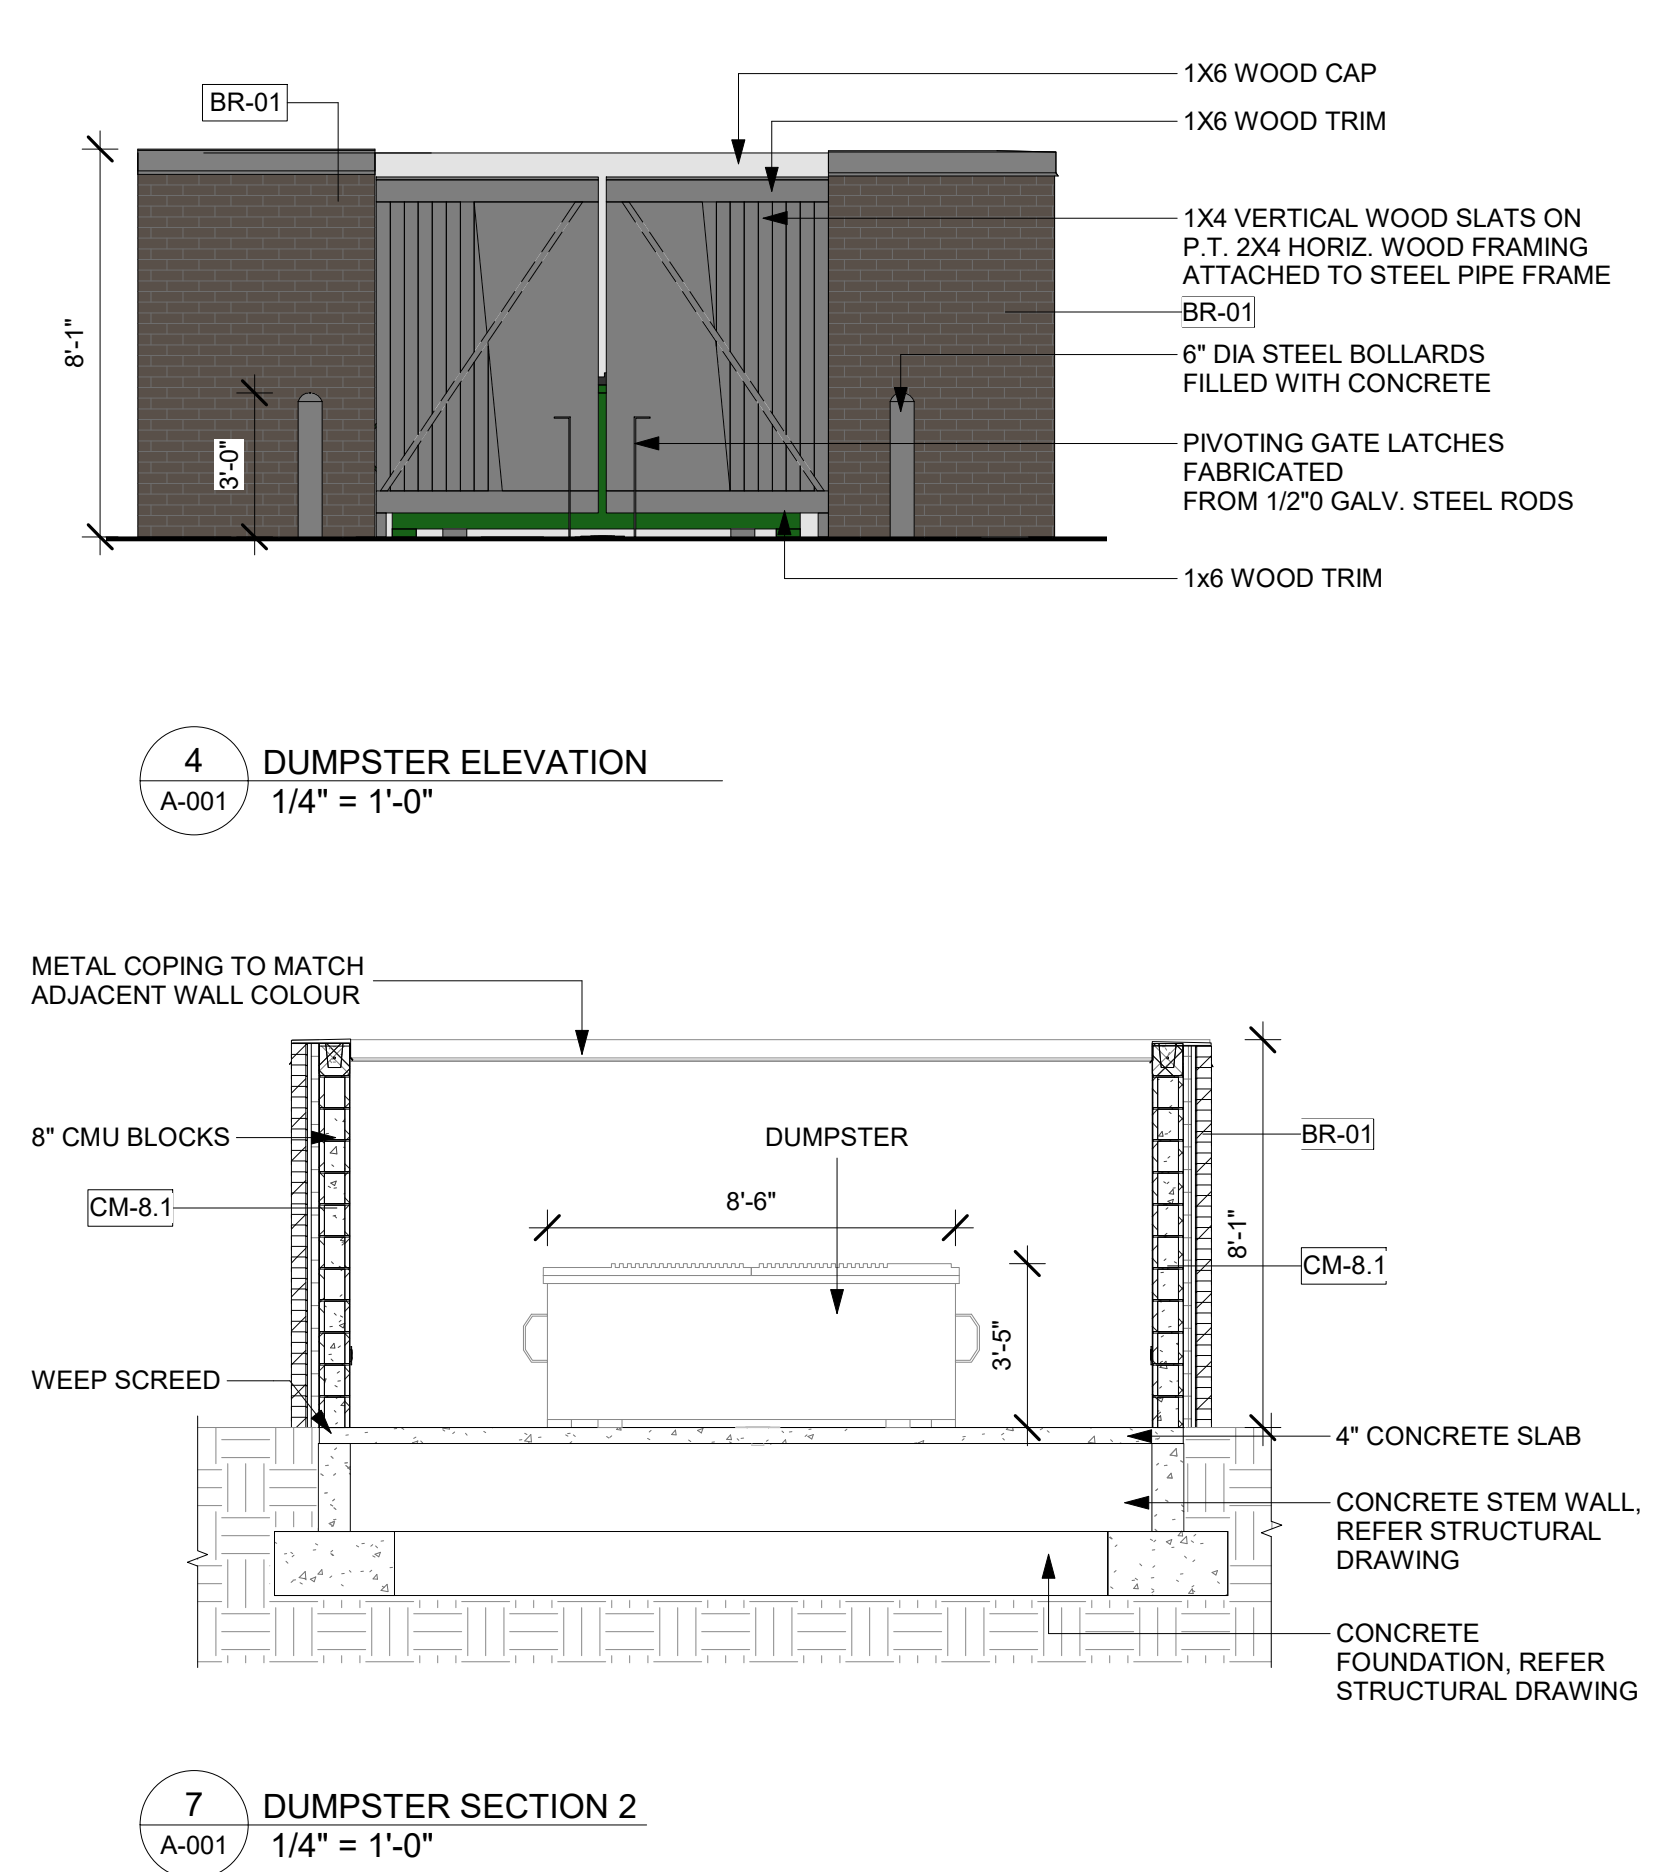 1X6 WOOD CAP
BR-01
1X6 WOOD TRIM
1X4 VERTICAL WOOD SLATS ON
P.T. 2X4 HORIZ. WOOD FRAMING
ATTACHED TO STEEL PIPE FRAME
BR-01
8'-1"
6" DIA STEEL BOLLARDS
FILLED WITH CONCRETE
3'-0"
PIVOTING GATE LATCHES
FABRICATED
FROM 1/2"0 GALV. STEEL RODS
1x6 WOOD TRIM
4
A-001
DUMPSTER ELEVATION
1/4" = 1'-0"
METAL COPING TO MATCH
ADJACENT WALL COLOUR
8" CMU BLOCKS
DUMPSTER
BR-01
CM-8.1
8'-6"
8'-1"
CM-8.1
3'-5"
WEEP SCREED
4" CONCRETE SLAB
CONCRETE STEM WALL,
REFER STRUCTURAL
DRAWING
CONCRETE
FOUNDATION, REFER
STRUCTURAL DRAWING
7
A-001
DUMPSTER SECTION 2
1/4" = 1'-0"